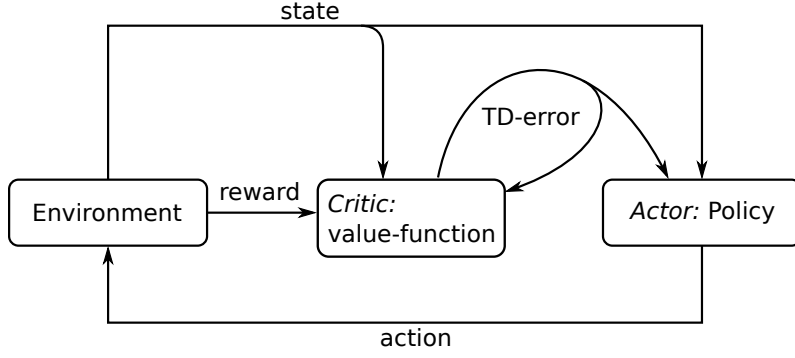 state
TD-error
Environment
reward
Critic:
value-function
Actor: Policy
action